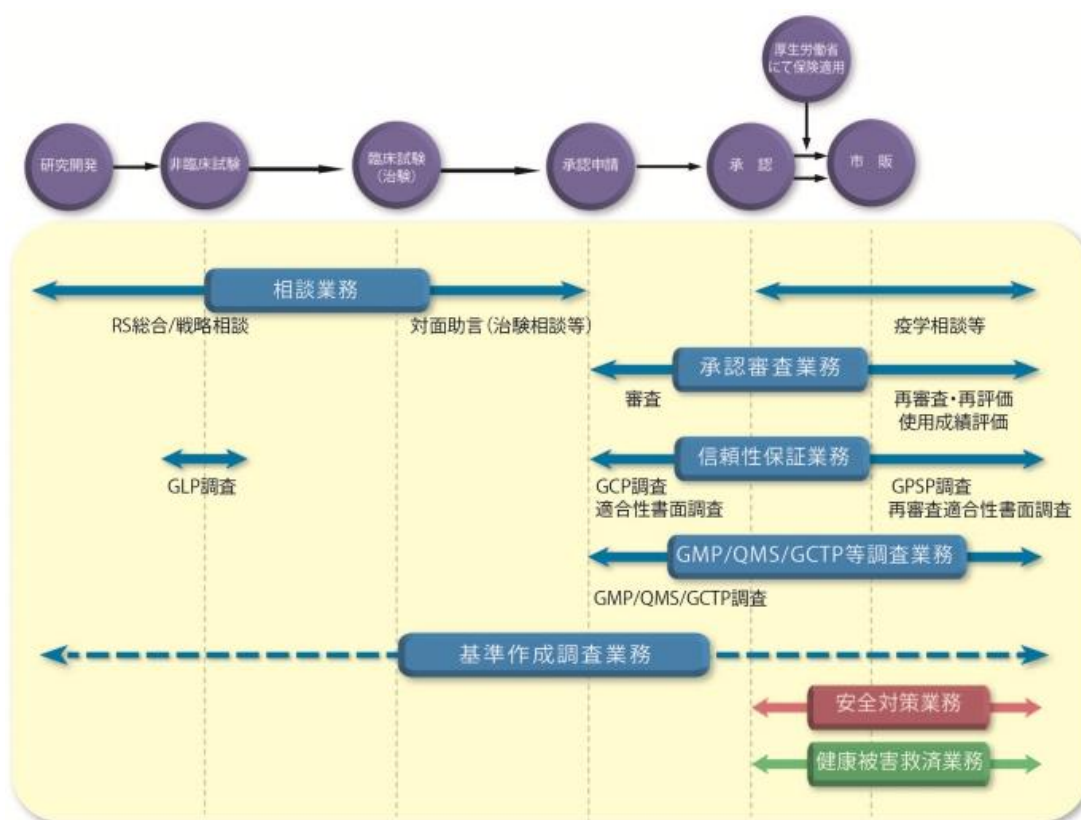 厚生労働省
にて保険適用
研究開発
非臨床試験
臨床試験
(治験)
承認申請
承 認
市 販
相談業務
RS総合/戦略相談
対面助言(治験相談等)
疫学相談等
承認審査業務
審査
再審査・再評価
使用成績評価
信頼性保証業務
GLP調査
GCP調査
適合性書面調査
GPSP調査
再審査適合性書面調査
GMP/QMS/GCTP等調査業務
GMP/QMS/GCTP調査
基準作成調査業務
安全対策業務
健康被害救済業務